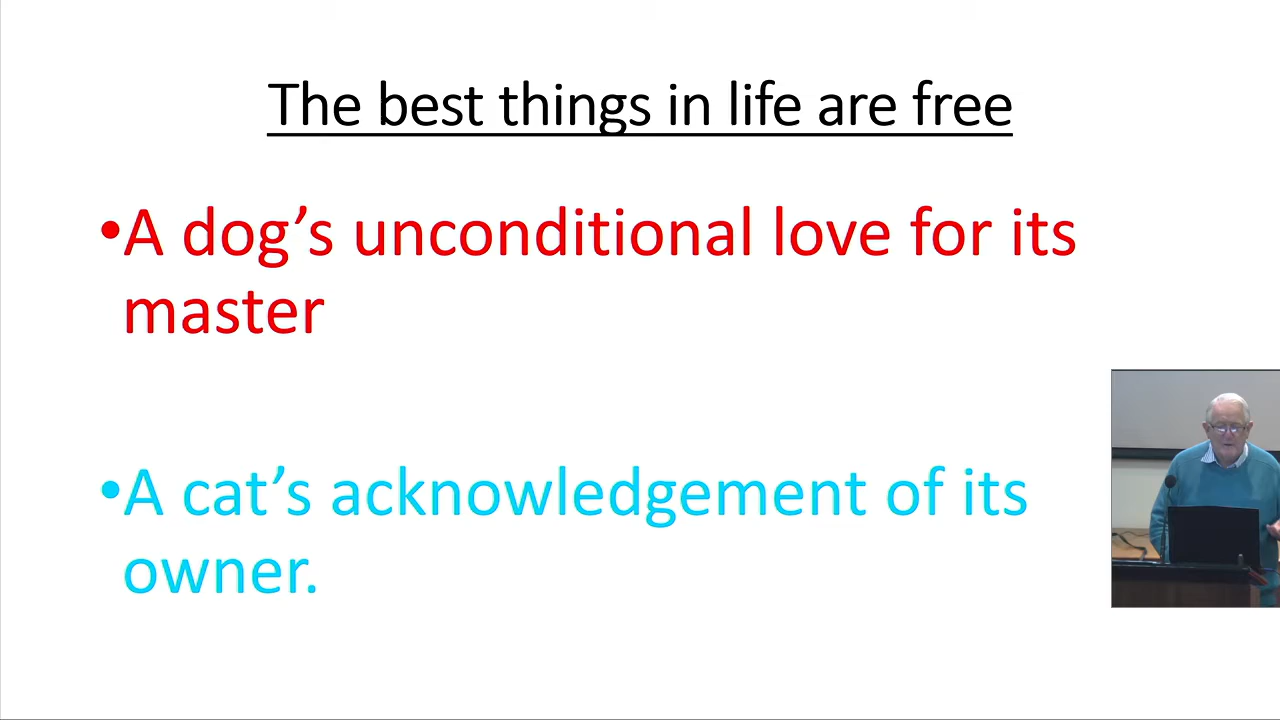 The best things in life are free
•A dog’s unconditional love for its
master
•A cat’s acknowledgement of its
owner.